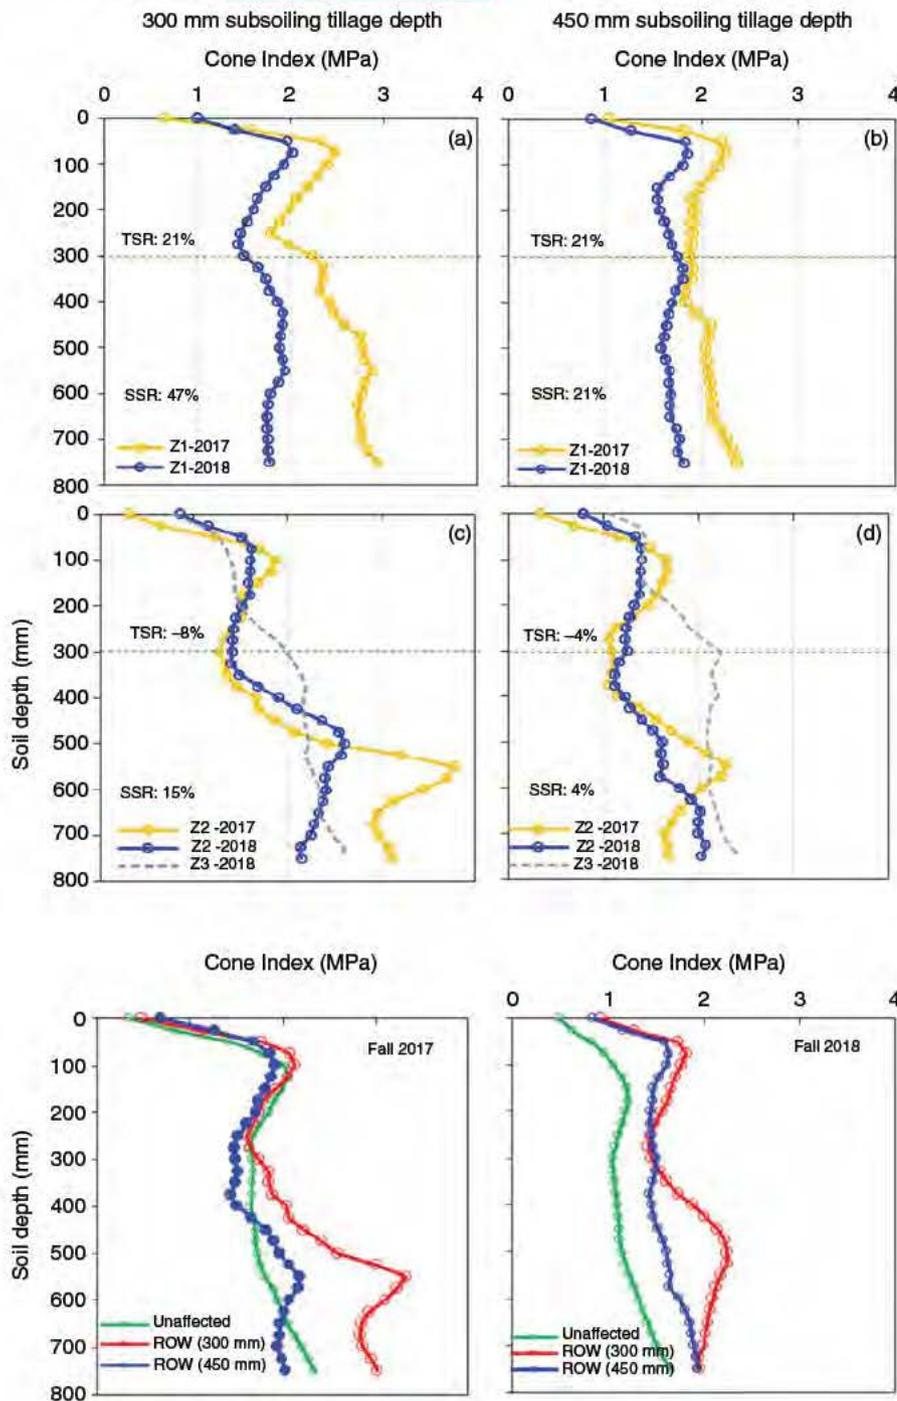 300 mm subsoiling tillage depth
450 mm subsoiling tillage depth
Cone Index (MPa)
Cone Index (MPa)
0 1 2 3 4
0 1 2 3 4
0
100
200
300
400
500
600
700
800
(a)
TSR: 21%
SSR: 47%
Z1-2017
Z1-2018
(b)
TSR: 21%
SSR: 21%
Z1-2017
Z1-2018
Soil depth (mm)
0
100
200
300
400
500
600
700
800
(c)
TSR: –8%
SSR: 15%
Z2 -2017
Z2 -2018
Z3 -2018
(d)
TSR: –4%
SSR: 4%
Z2 -2017
Z2 -2018
Z3 -2018
Cone Index (MPa)
Cone Index (MPa)
0 1 2 3 4
Soil depth (mm)
0
100
200
300
400
500
600
700
800
Fall 2017
Unaffected
ROW (300 mm)
ROW (450 mm)
Fall 2018
Unaffected
ROW (300 mm)
ROW (450 mm)